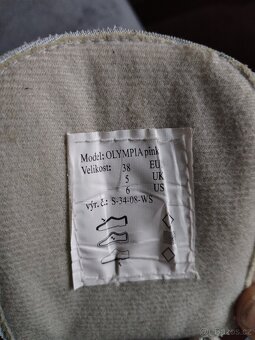 Model: OLYMPIA pink
Velikost: 38 EU
5 UK
6 US
výr. č.: S-34-08-WS